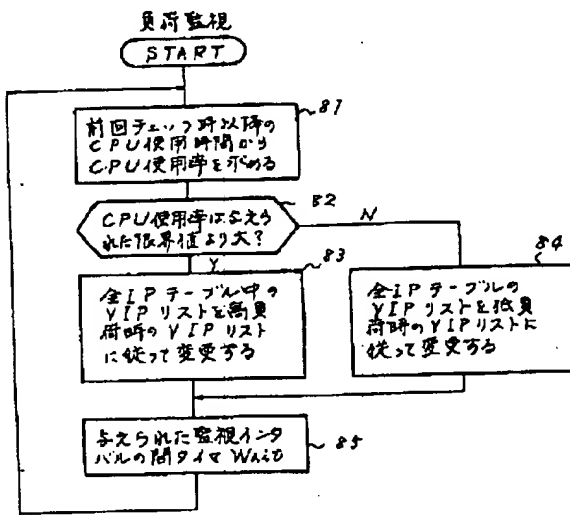 負荷監視
START
81
前回チェック時以降の
CPU使用時間から
CPU使用率を求める
82
CPU使用率は与えら
れた限界値より大?
N
Y
83
全IPテーブル中の
VIPリストを高負
荷時のVIPリスト
に従って変更する
84
全IPテーブルの
VIPリストを低負
荷時のVIPリストに
従って変更する
与えられた監視インタ
バルの間タイマWait
85